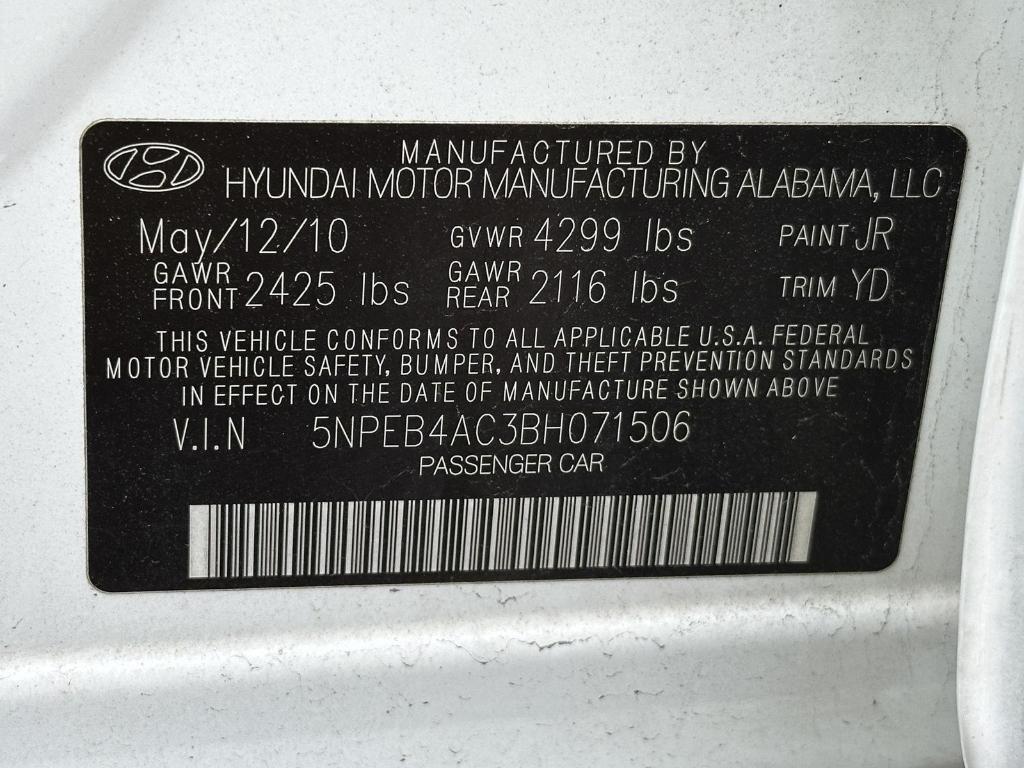 MANUFACTURED BY
HYUNDAI MOTOR MANUFACTURING ALABAMA, LLC
May/12/10 GVWR 4299 lbs PAINT JR
GAWR FRONT 2425 lbs GAWR REAR 2116 lbs TRIM YD
THIS VEHICLE CONFORMS TO ALL APPLICABLE U.S.A. FEDERAL
MOTOR VEHICLE SAFETY, BUMPER, AND THEFT PREVENTION STANDARDS
IN EFFECT ON THE DATE OF MANUFACTURE SHOWN ABOVE
V.I.N 5NPEB4AC3BH071506
PASSENGER CAR